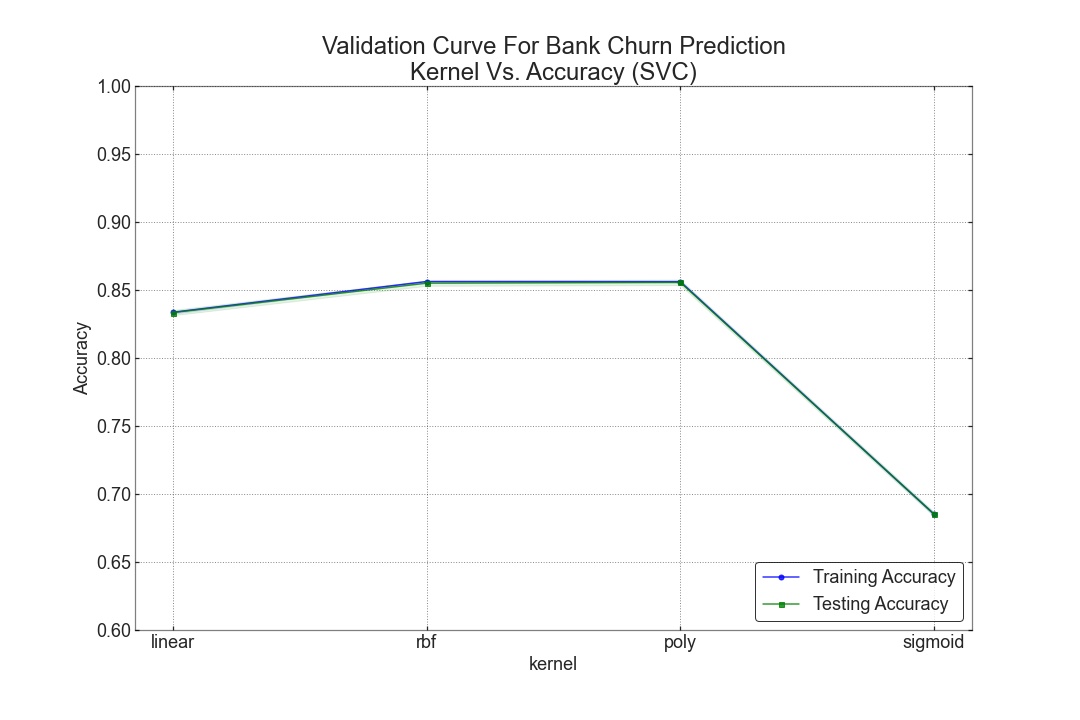 Validation Curve For Bank Churn Prediction
Kernel Vs. Accuracy (SVC)
1.00
0.95
0.90
0.85
0.80
0.75
0.70
0.65
0.60
Accuracy
linear
rbf
poly
sigmoid
kernel
Training Accuracy
Testing Accuracy